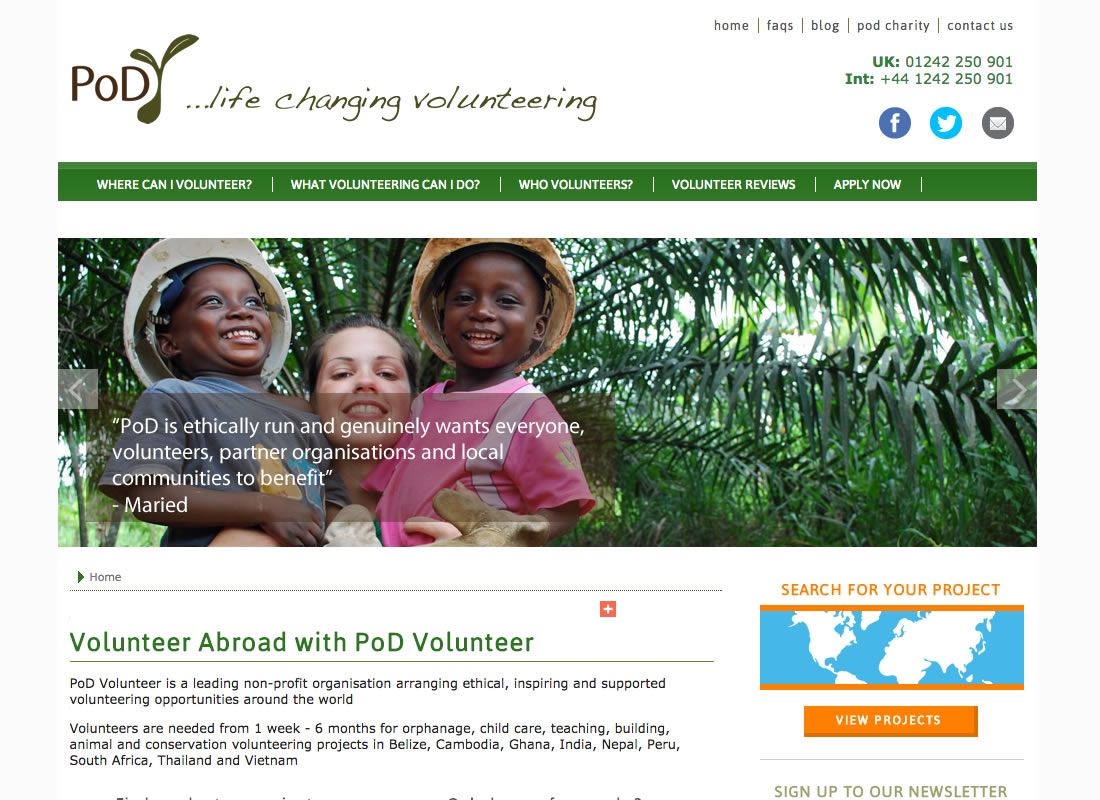 home faqs blog pod charity contact us
UK: 01242 250 901
Int: +44 1242 250 901
PoD ...life changing volunteering
WHERE CAN I VOLUNTEER? WHAT VOLUNTEERING CAN I DO? WHO VOLUNTEERS? VOLUNTEER REVIEWS APPLY NOW
“PoD is ethically run and genuinely wants everyone,
volunteers, partner organisations and local
communities to benefit”
- Maried
Home
Volunteer Abroad with PoD Volunteer
PoD Volunteer is a leading non-profit organisation arranging ethical, inspiring and supported
volunteering opportunities around the world
Volunteers are needed from 1 week - 6 months for orphanage, child care, teaching, building,
animal and conservation volunteering projects in Belize, Cambodia, Ghana, India, Nepal, Peru,
South Africa, Thailand and Vietnam
SEARCH FOR YOUR PROJECT
VIEW PROJECTS
SIGN UP TO OUR NEWSLETTER